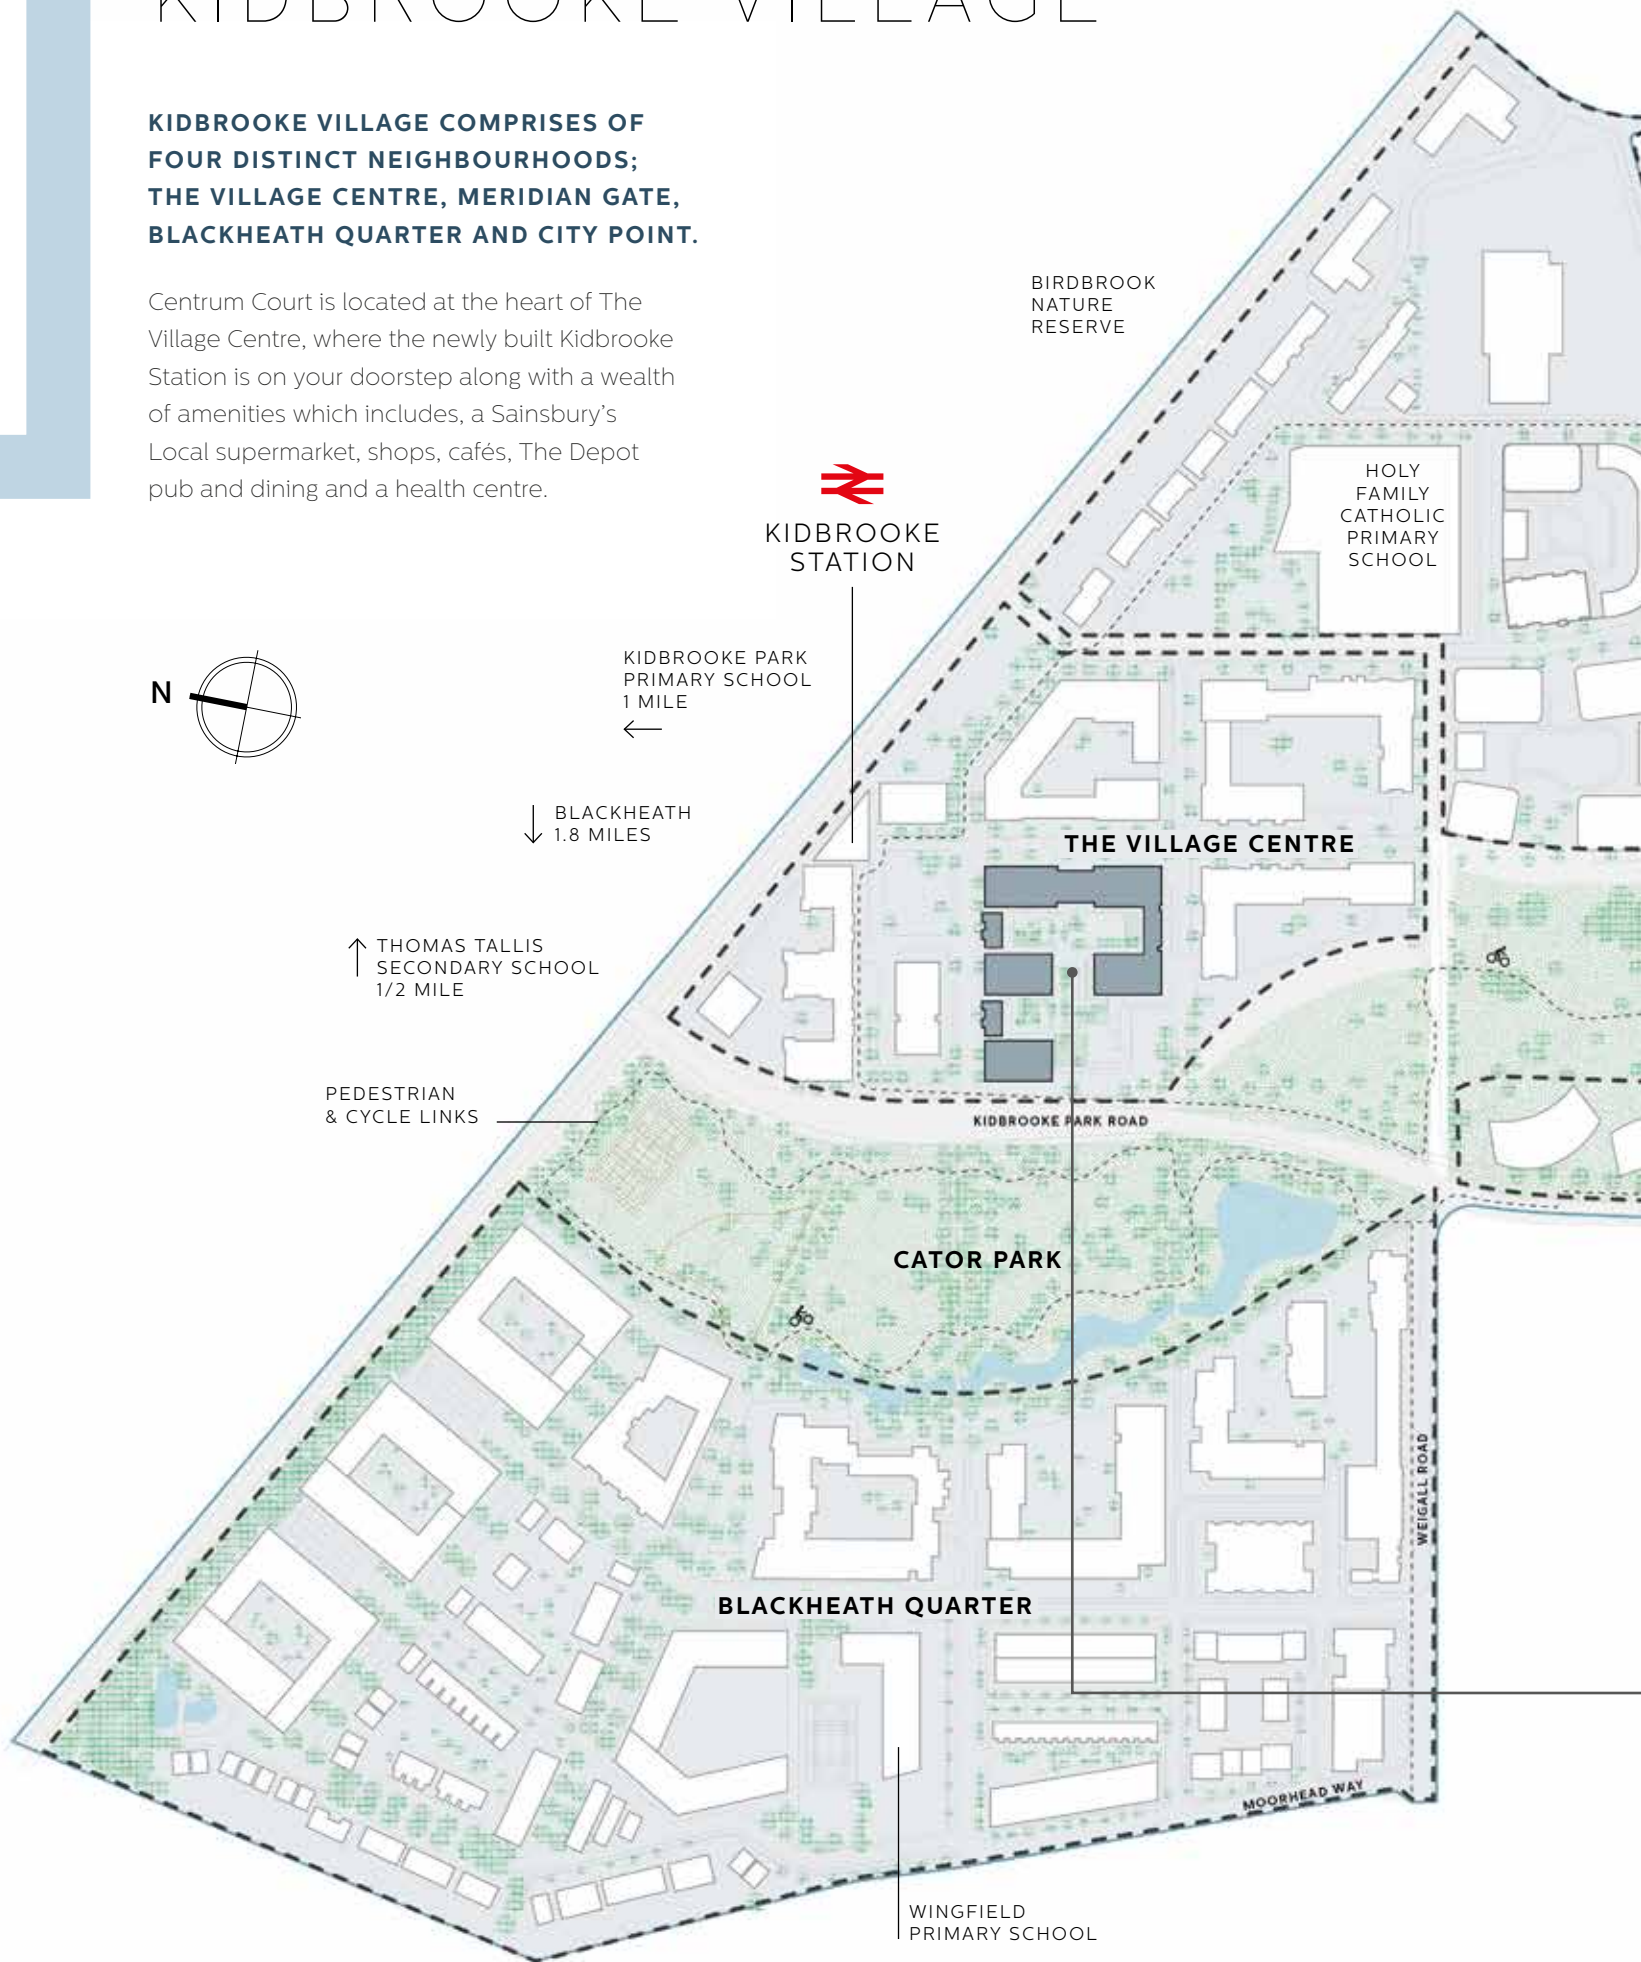 KIDBROOKE VILLAGE
KIDBROOKE VILLAGE COMPRISES OF
FOUR DISTINCT NEIGHBOURHOODS;
THE VILLAGE CENTRE, MERIDIAN GATE,
BLACKHEATH QUARTER AND CITY POINT.
Centrum Court is located at the heart of The
Village Centre, where the newly built Kidbrooke
Station is on your doorstep along with a wealth
of amenities which includes, a Sainsbury’s
Local supermarket, shops, cafés, The Depot
pub and dining and a health centre.
BIRDBROOK
NATURE
RESERVE
HOLY
FAMILY
CATHOLIC
PRIMARY
SCHOOL
KIDBROOKE
STATION
N
KIDBROOKE PARK
PRIMARY SCHOOL
1 MILE
BLACKHEATH
1.8 MILES
THE VILLAGE CENTRE
THOMAS TALLIS
SECONDARY SCHOOL
1/2 MILE
PEDESTRIAN
& CYCLE LINKS
KIDBROOKE PARK ROAD
CATOR PARK
WEIGALL ROAD
BLACKHEATH QUARTER
MOORHEAD WAY
WINGFIELD
PRIMARY SCHOOL